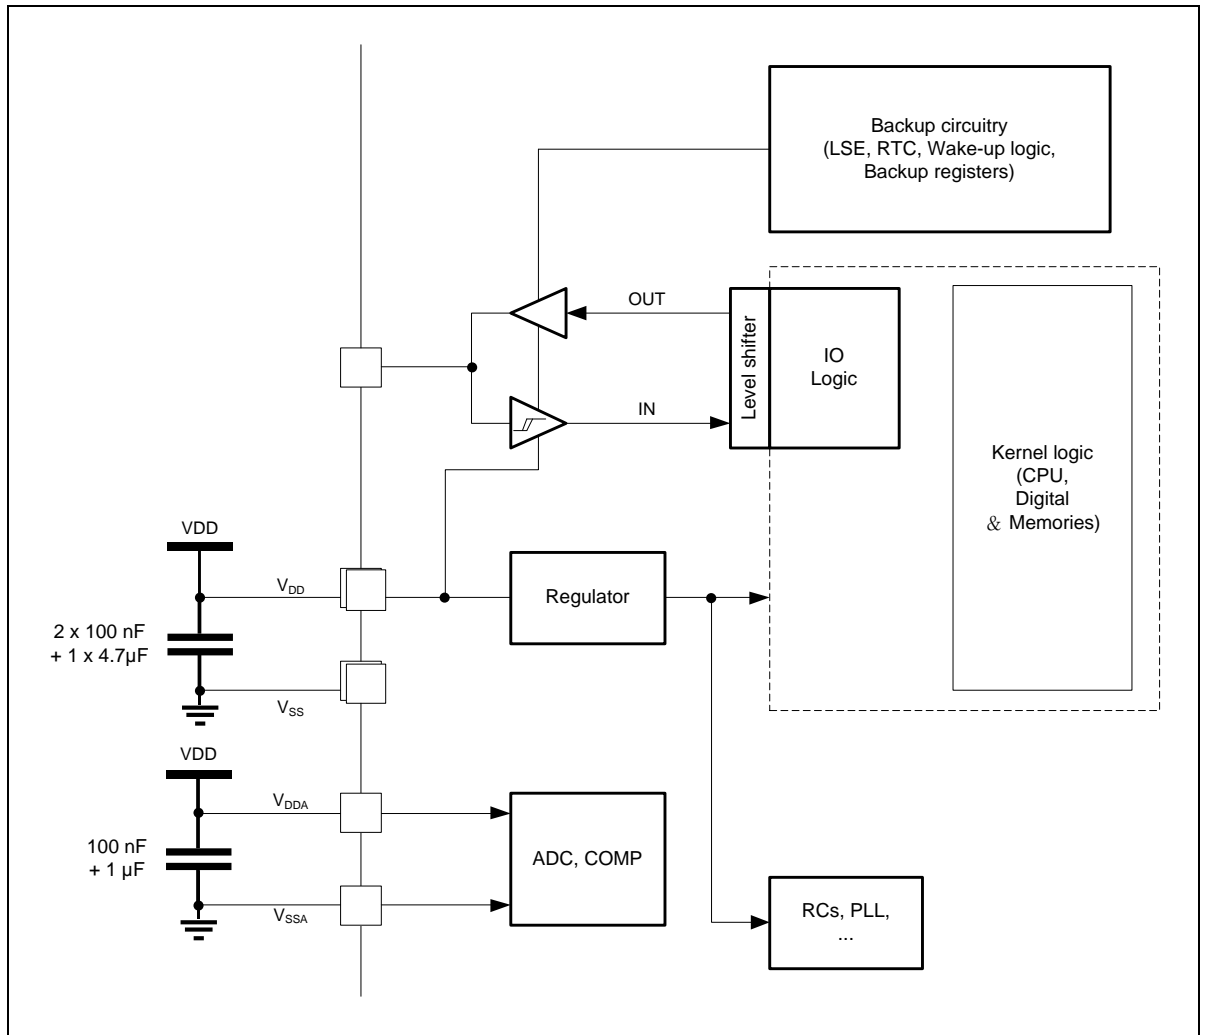 Backup circuitry
(LSE, RTC, Wake-up logic,
Backup registers)
OUT
Level shifter
IO
Logic
IN
Kernel logic
(CPU,
Digital
& Memories)
VDD
VDD
Regulator
2 x 100 nF
+ 1 x 4.7µF
VSS
VDD
VDDA
100 nF
+ 1 µF
ADC, COMP
VSSA
RCs, PLL,
...